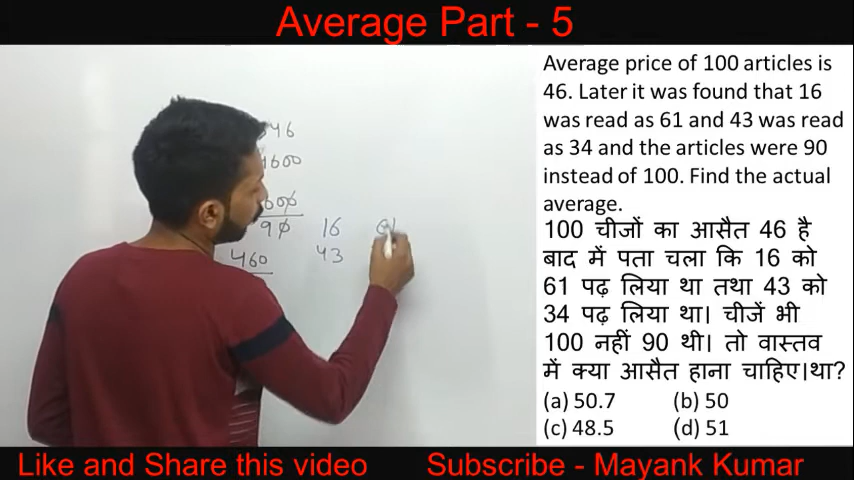 Average Part - 5
Average price of 100 articles is
46. Later it was found that 16
was read as 61 and 43 was read
as 34 and the articles were 90
instead of 100. Find the actual
average.
100 चीजों का आसैत 46 है
बाद में पता चला कि 16 को
61 पढ़ लिया था तथा 43 को
34 पढ़ लिया था। चीजें भी
100 नहीं 90 थी। तो वास्तव
में क्या आसैत हाना चाहिए।था?
(a) 50.7 (b) 50
(c) 48.5 (d) 51
46
4600
90
16
460
43
Like and Share this video Subscribe - Mayank Kumar